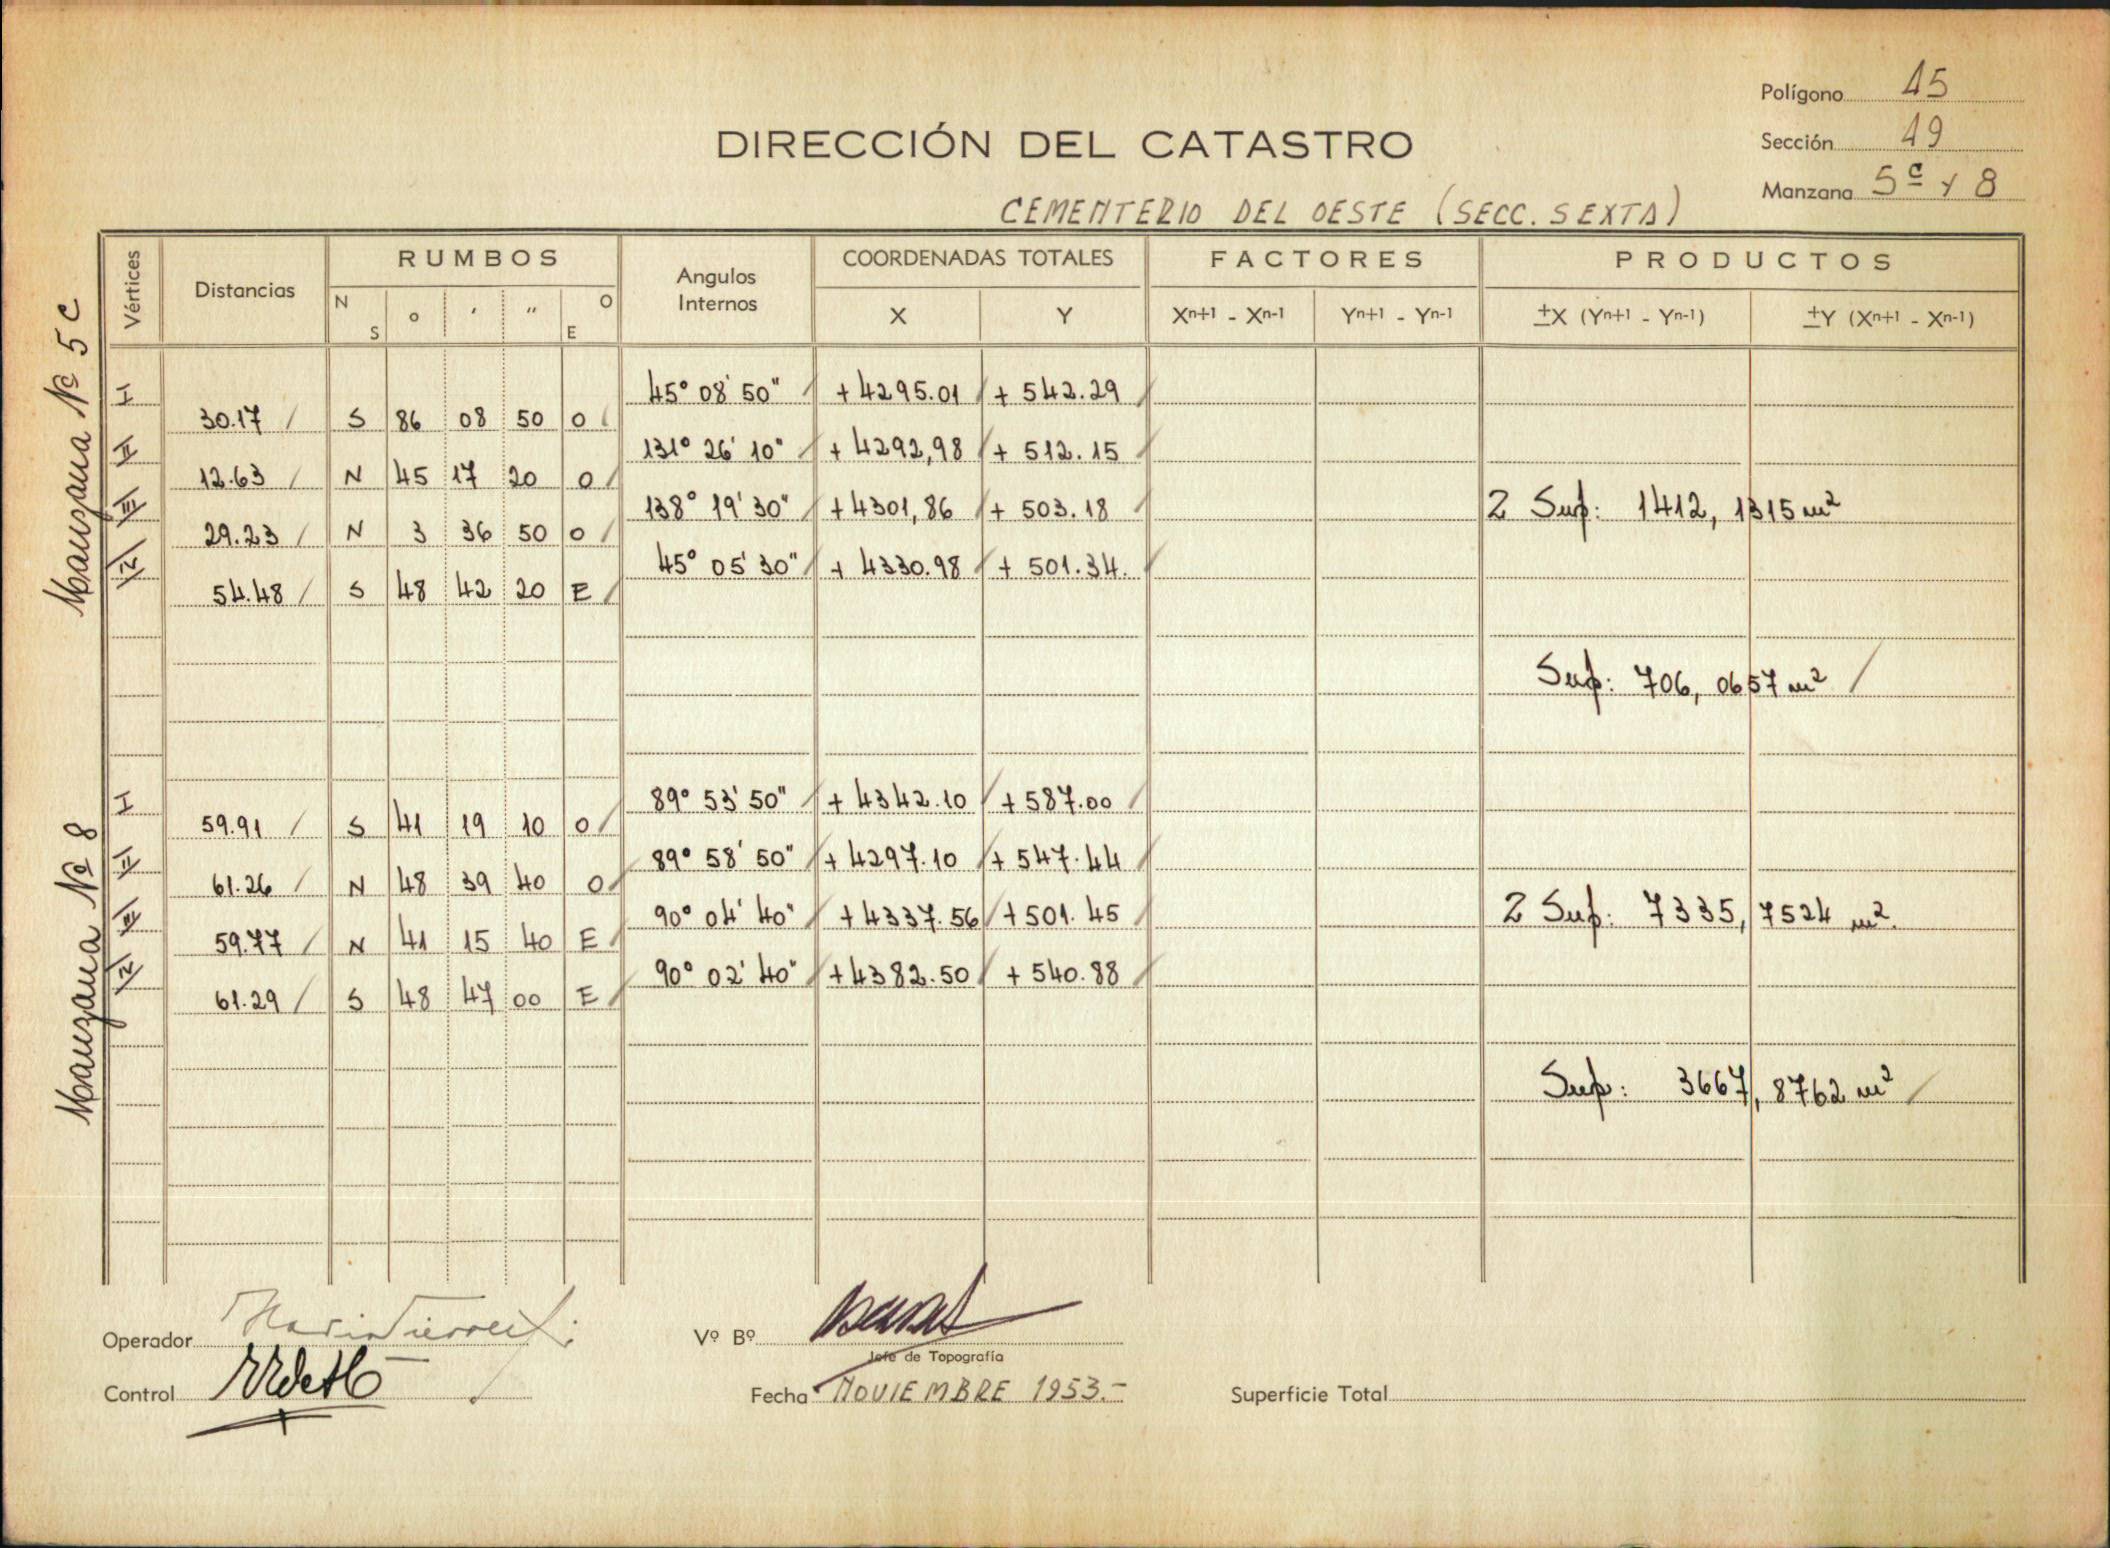 Polígono 15
DIRECCIÓN DEL CATASTRO
Sección 19
Manzana 5c y 8
CEMENTERIO DEL OESTE (SECC. SEXTA)
Vértices Distancias RUMBOS Angulos Internos COORDENADAS TOTALES FACTORES PRODUCTOS
N S o ' " O E X Y Xn+1 - Xn-1 Yn+1 - Yn-1 ±X (Yn+1 - Yn-1) ±Y (Xn+1 - Xn-1)
Manzana Nº 5 C
I 45° 08' 50" + 4295.01 + 542.29
30.17 S 86 08 50 O
II 131° 26' 10" + 4292,98 + 512.15
12.63 N 45 17 20 O
III 138° 19' 30" + 4301,86 + 503.18 2 Sup: 1412, 1315 m²
29.23 N 3 36 50 O
IV 45° 05' 30" + 4330.98 + 501.34.
54.48 S 48 42 20 E
Sup: 706, 0657 m²
Manzana Nº 8
I 89° 53' 50" + 4342.10 + 587.00
59.91 S 41 19 10 O
II 89° 58' 50" + 4297.10 + 547.44
61.26 N 48 39 40 O
III 90° 04' 40" + 4337.56 + 501.45 2 Sup: 7335, 7524 m².
59.77 N 41 15 40 E
IV 90° 02' 40" + 4382.50 + 540.88
61.29 S 48 47 00 E
Sup: 3667, 8762 m²
Operador
Vº Bº
Jefe de Topografía
Control
Fecha NOVIEMBRE 1953.-
Superficie Total